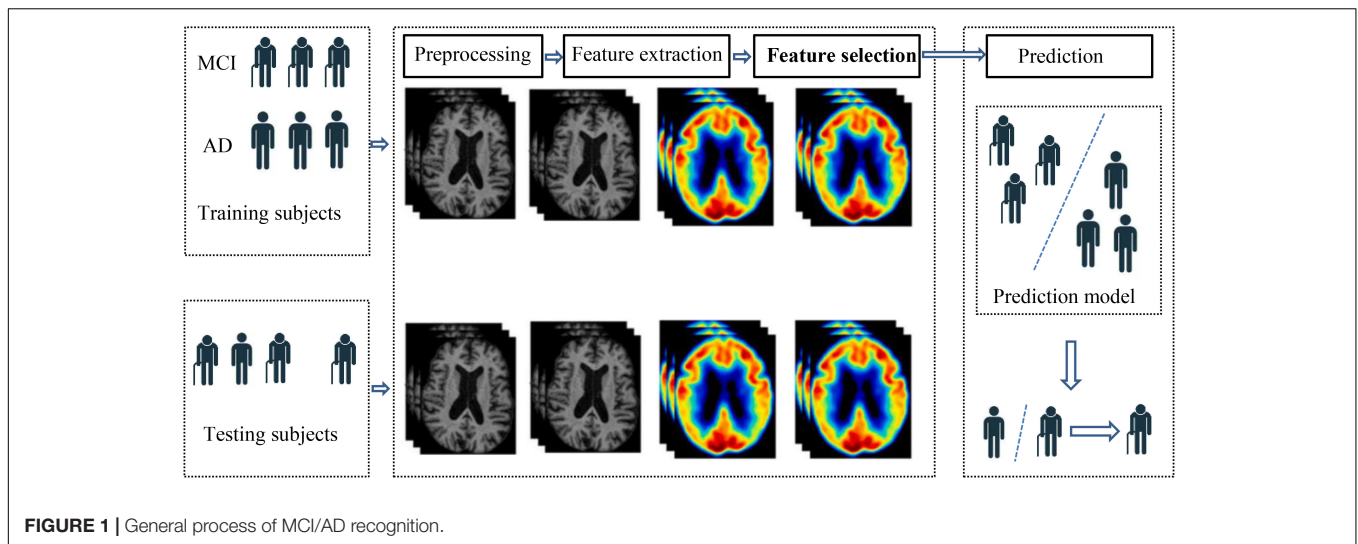 MCI
AD
Training subjects
Testing subjects
Preprocessing
Feature extraction
Feature selection
Prediction
Prediction model
FIGURE 1 | General process of MCI/AD recognition.